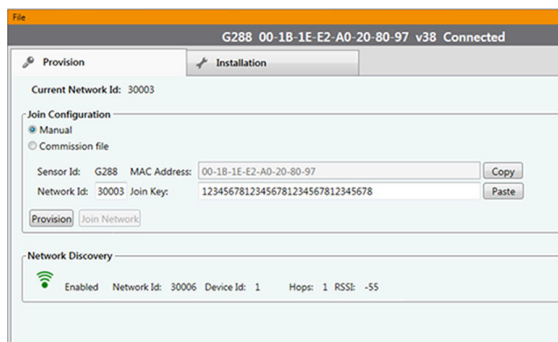 File
G288 00-1B-1E-E2-A0-20-80-97 v38 Connected
Provision Installation
Current Network Id: 30003
Join Configuration
Manual
Commission file
Sensor Id: G288 MAC Address: 00-1B-1E-E2-A0-20-80-97 Copy
Network Id: 30003 Join Key: 12345678123456781234567812345678 Paste
Provision Join Network
Network Discovery
Enabled Network Id: 30006 Device Id: 1 Hops: 1 RSSI: -55